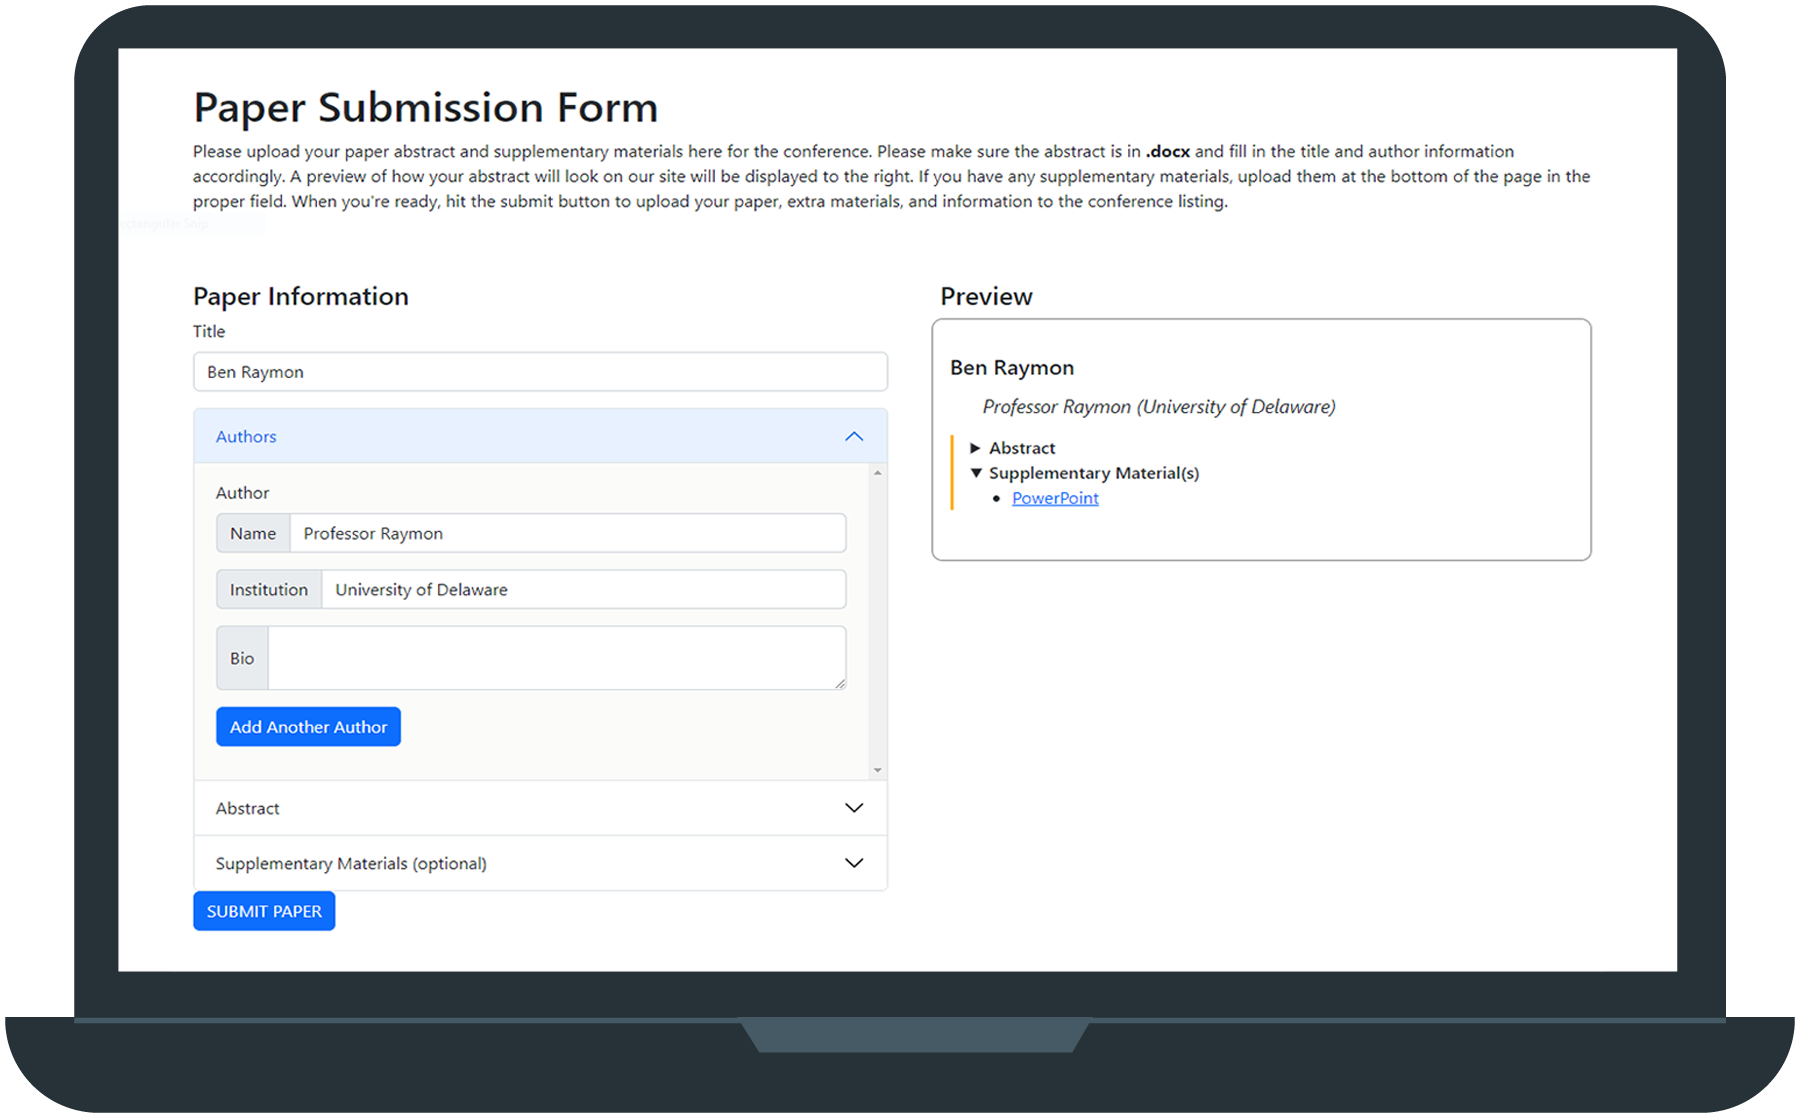 Paper Submission Form
Please upload your paper abstract and supplementary materials here for the conference. Please make sure the abstract is in .docx and fill in the title and author information
accordingly. A preview of how your abstract will look on our site will be displayed to the right. If you have any supplementary materials, upload them at the bottom of the page in the
proper field. When you're ready, hit the submit button to upload your paper, extra materials, and information to the conference listing.
Paper Information
Title
Ben Raymon
Authors
Author
Name Professor Raymon
Institution University of Delaware
Bio
Add Another Author
Abstract
Supplementary Materials (optional)
SUBMIT PAPER
Preview
Ben Raymon
Professor Raymon (University of Delaware)
Abstract
Supplementary Material(s)
PowerPoint